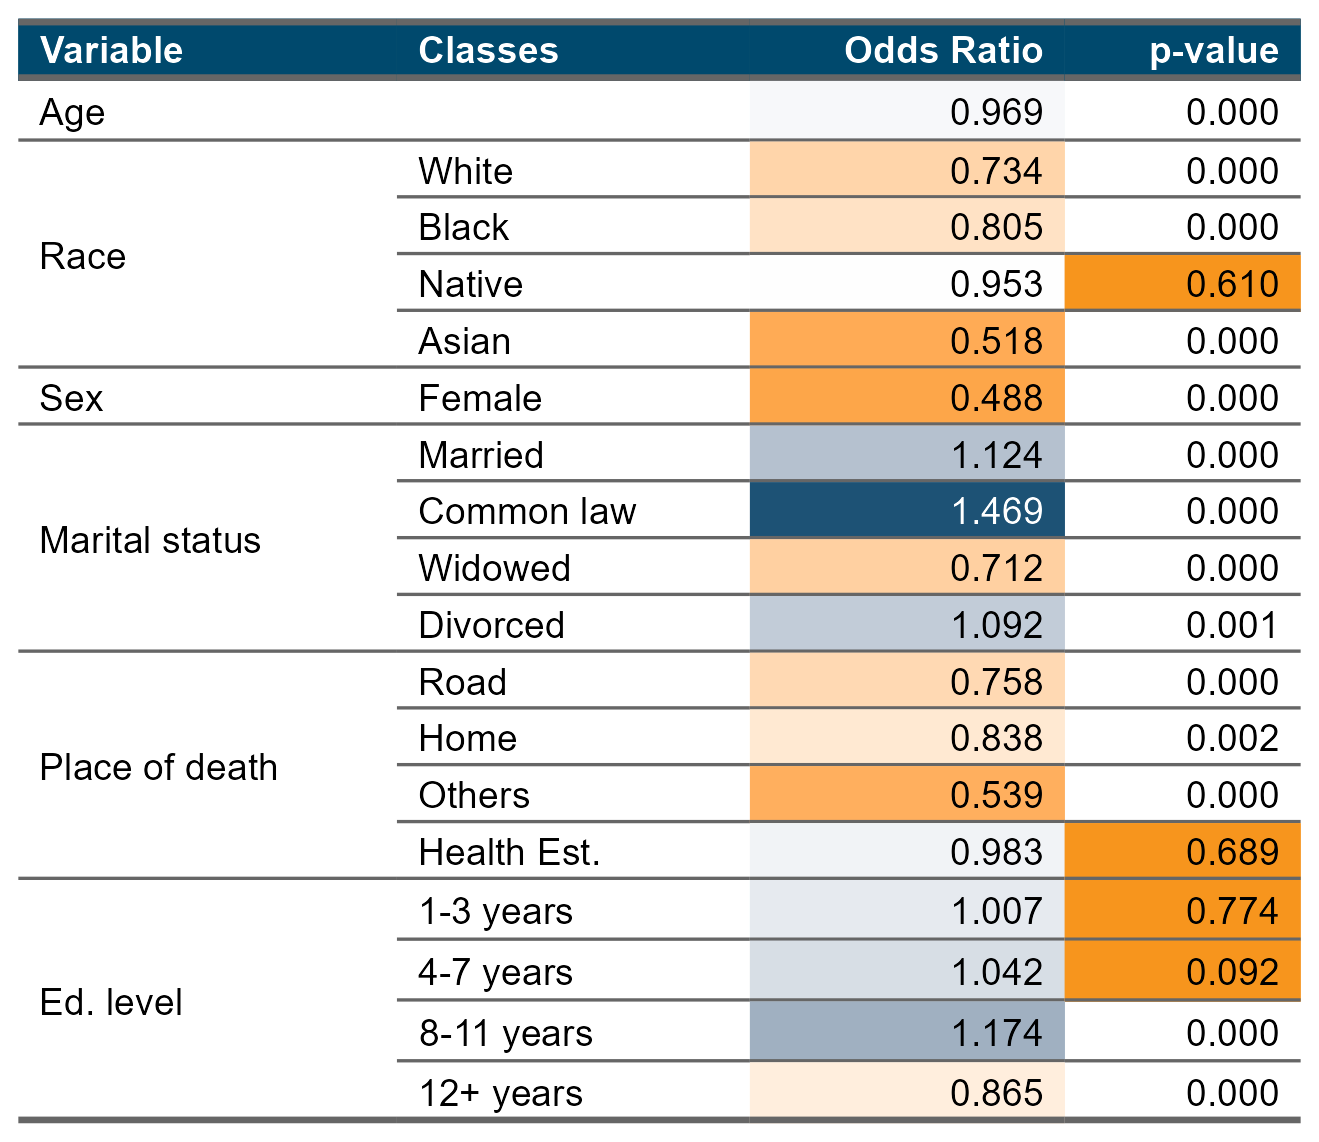 Variable Classes Odds Ratio p-value
Age 0.969 0.000
Race
White 0.734 0.000
Black 0.805 0.000
Native 0.953 0.610
Asian 0.518 0.000
Sex Female 0.488 0.000
Marital status
Married 1.124 0.000
Common law 1.469 0.000
Widowed 0.712 0.000
Divorced 1.092 0.001
Place of death
Road 0.758 0.000
Home 0.838 0.002
Others 0.539 0.000
Health Est. 0.983 0.689
Ed. level
1-3 years 1.007 0.774
4-7 years 1.042 0.092
8-11 years 1.174 0.000
12+ years 0.865 0.000